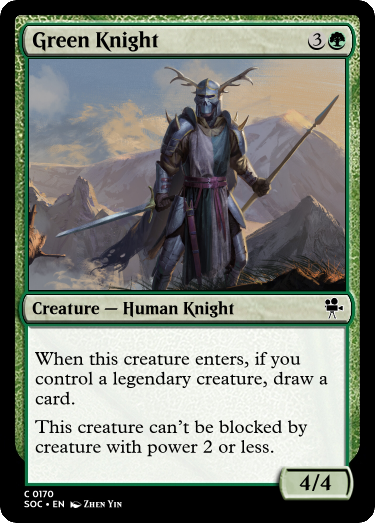 Green Knight 3
Creature — Human Knight
When this creature enters, if you
control a legendary creature, draw a
card.
This creature can't be blocked by
creature with power 2 or less.
4/4
C 0170
SOC • EN Zhen Yin